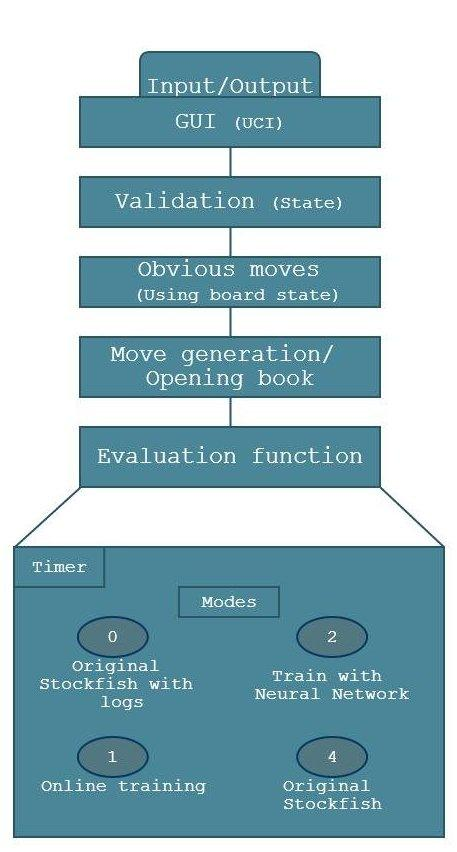 Input/Output
GUI (UCI)
Validation (State)
Obvious moves
(Using board state)
Move generation/
Opening book
Evaluation function
Timer
Modes
0
Original
Stockfish with
logs
2
Train with
Neural Network
1
Online training
4
Original
Stockfish